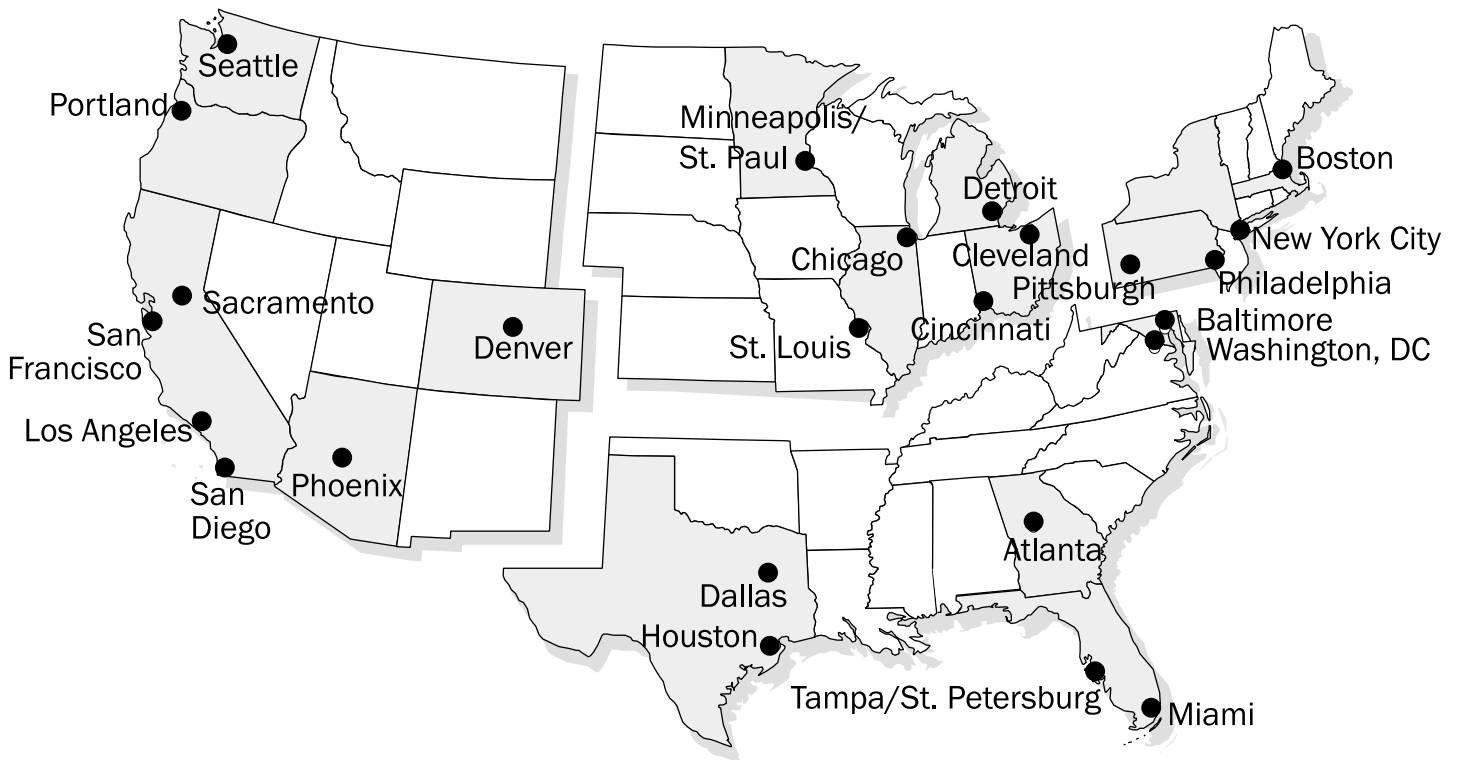 Seattle
Portland
Minneapolis/
St. Paul
Boston
Detroit
New York City
Chicago
Cleveland
Pittsburgh
Philadelphia
Sacramento
San
Francisco
Denver
St. Louis
Cincinnati
Baltimore
Washington, DC
Los Angeles
Phoenix
San
Diego
Atlanta
Dallas
Houston
Tampa/St. Petersburg
Miami